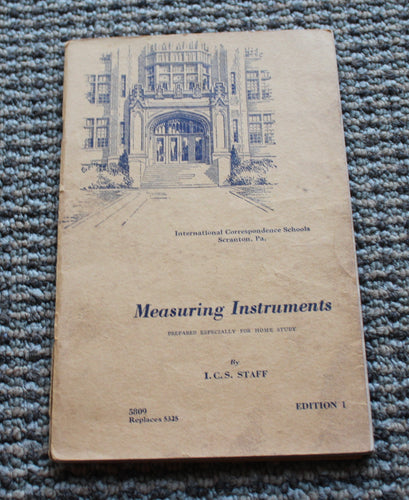 International Correspondence Schools
Scranton, Pa.
Measuring Instruments
PREPARED ESPECIALLY FOR HOME STUDY
By
I.C.S. STAFF
5809 EDITION 1
Replaces 5325